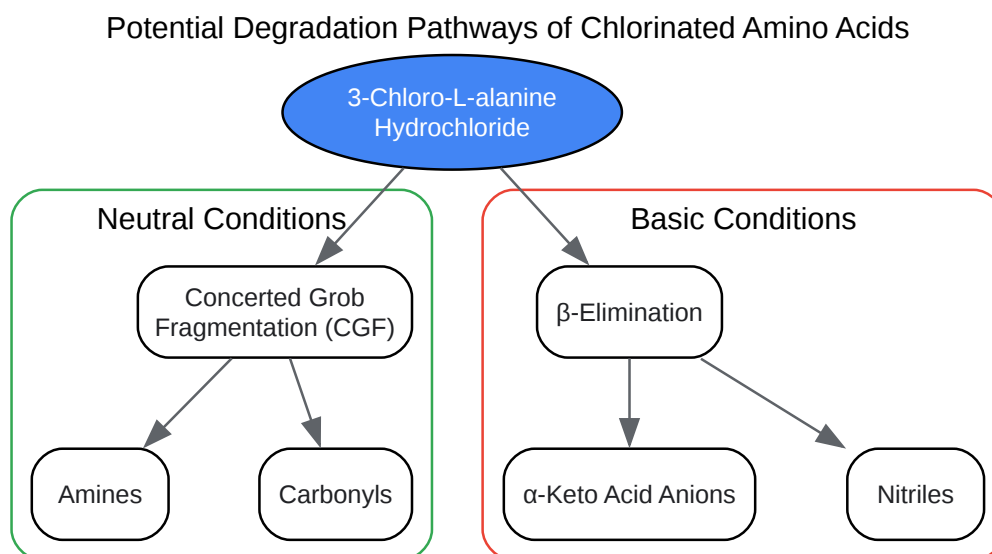 Potential Degradation Pathways of Chlorinated Amino Acids
3-Chloro-L-alanine
Hydrochloride
Neutral Conditions
Basic Conditions
Concerted Grob
Fragmentation (CGF)
β-Elimination
Amines
Carbonyls
α-Keto Acid Anions
Nitriles